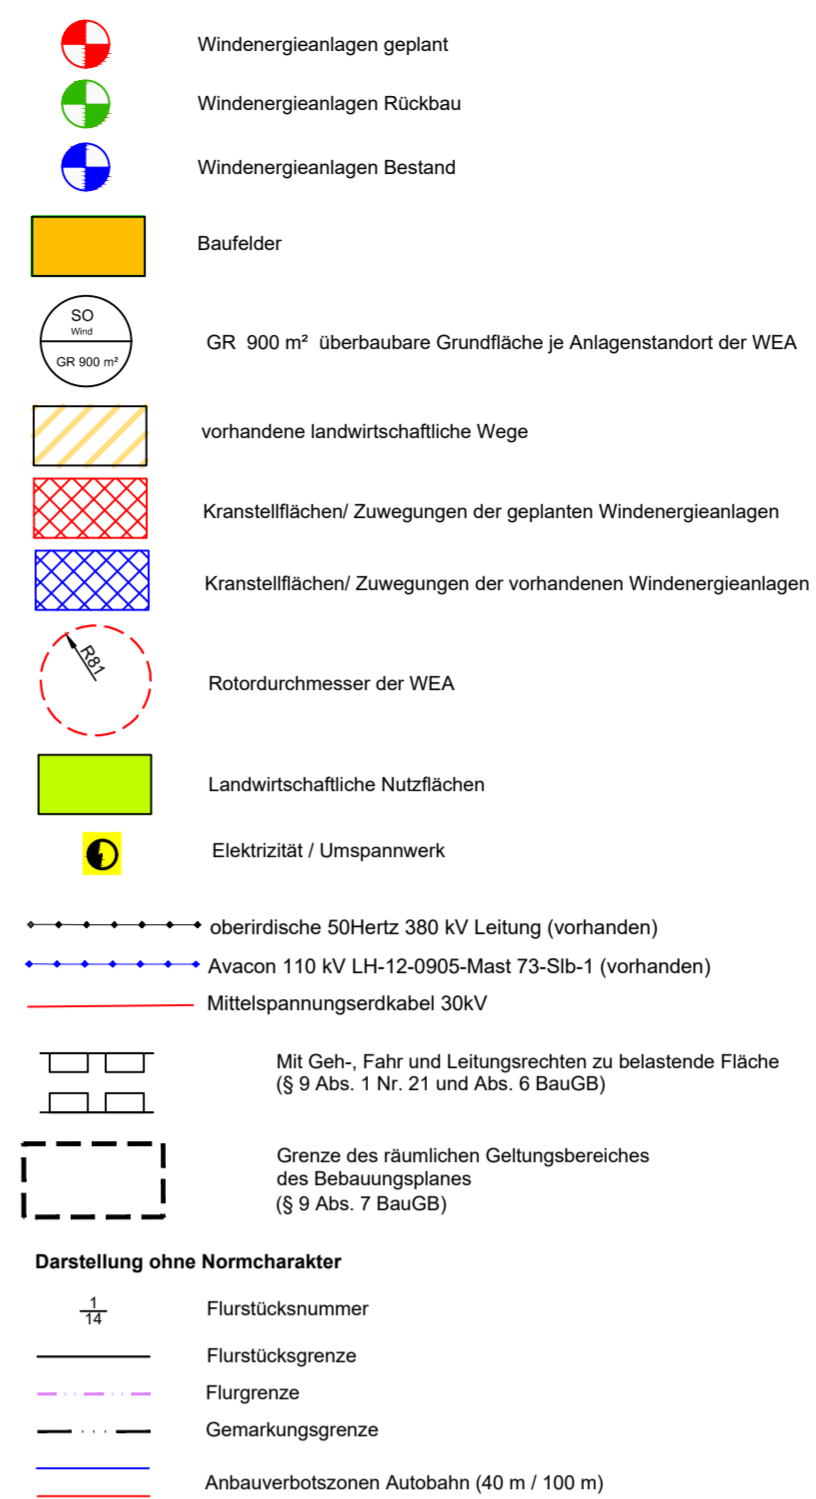 Windenergieanlagen geplant
Windenergieanlagen Rückbau
Windenergieanlagen Bestand
Baufelder
SO
Wind
GR 900 m²
GR 900 m² überbaubare Grundfläche je Anlagenstandort der WEA
vorhandene landwirtschaftliche Wege
Kranstellflächen/ Zuwegungen der geplanten Windenergieanlagen
Kranstellflächen/ Zuwegungen der vorhandenen Windenergieanlagen
R81
Rotordurchmesser der WEA
Landwirtschaftliche Nutzflächen
Elektrizität / Umspannwerk
oberirdische 50Hertz 380 kV Leitung (vorhanden)
Avacon 110 kV LH-12-0905-Mast 73-Slb-1 (vorhanden)
Mittelspannungserdkabel 30kV
Mit Geh-, Fahr und Leitungsrechten zu belastende Fläche
(§ 9 Abs. 1 Nr. 21 und Abs. 6 BauGB)
Grenze des räumlichen Geltungsbereiches
des Bebauungsplanes
(§ 9 Abs. 7 BauGB)
Darstellung ohne Normcharakter
1
14
Flurstücksnummer
Flurstücksgrenze
Flurgrenze
Gemarkungsgrenze
Anbauverbotszonen Autobahn (40 m / 100 m)